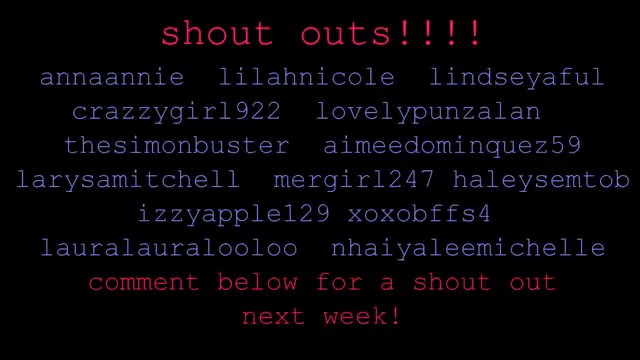 shout outs!!!!
annaannie lilahnicole lindseyaful
crazzygirl922 lovelypunzalan
thesimonbuster aimeedominquez59
larysamitchell mergirl247 haleysemtob
izzyapple129 xoxobffs4
lauralauralooloo nhaiyaleemichelle
comment below for a shout out
next week!